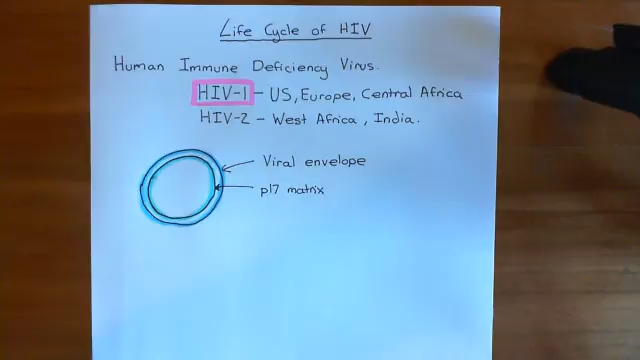 Life Cycle of HIV
Human Immune Deficiency Virus.
HIV-1 - US, Europe, Central Africa
HIV-2 - West Africa, India.
Viral envelope
p17 matrix